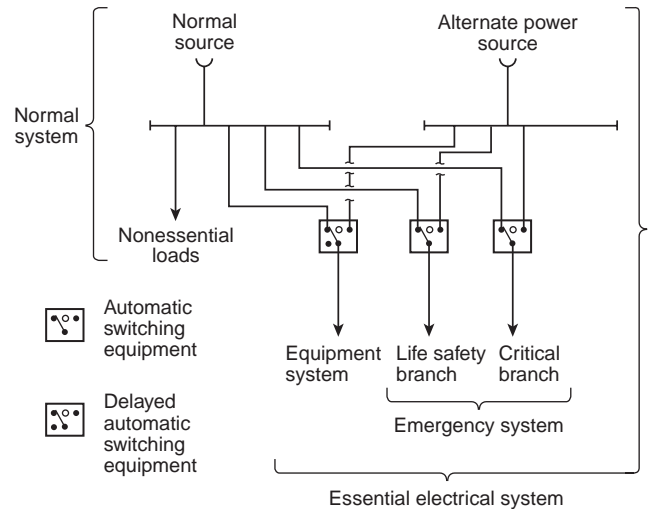 Normal
source
Alternate power
source
Normal
system
Nonessential
loads
Automatic
switching
equipment
Equipment
system
Life safety
branch
Critical
branch
Delayed
automatic
switching
equipment
Emergency system
Essential electrical system